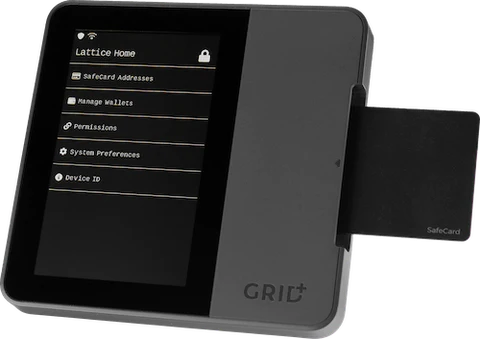 Lattice Home
SafeCard Addresses
Manage Wallets
Permissions
System Preferences
Device ID
SafeCard
GRID+